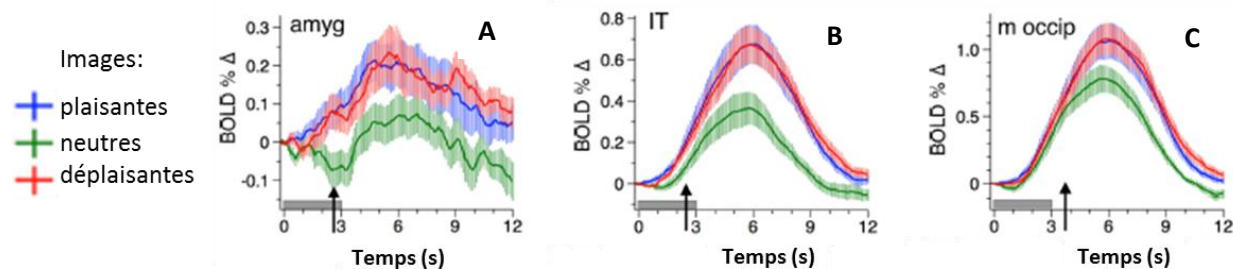 Images:
plaisantes
neutres
déplaisantes
amyg
A
BOLD % Δ
0.3
0.2
0.1
0
-0.1
0 3 6 9 12
Temps (s)
IT
B
BOLD % Δ
0.8
0.6
0.4
0.2
0
0 3 6 9 12
Temps (s)
m occip
C
BOLD % Δ
1.0
0.5
0
0 3 6 9 12
Temps (s)